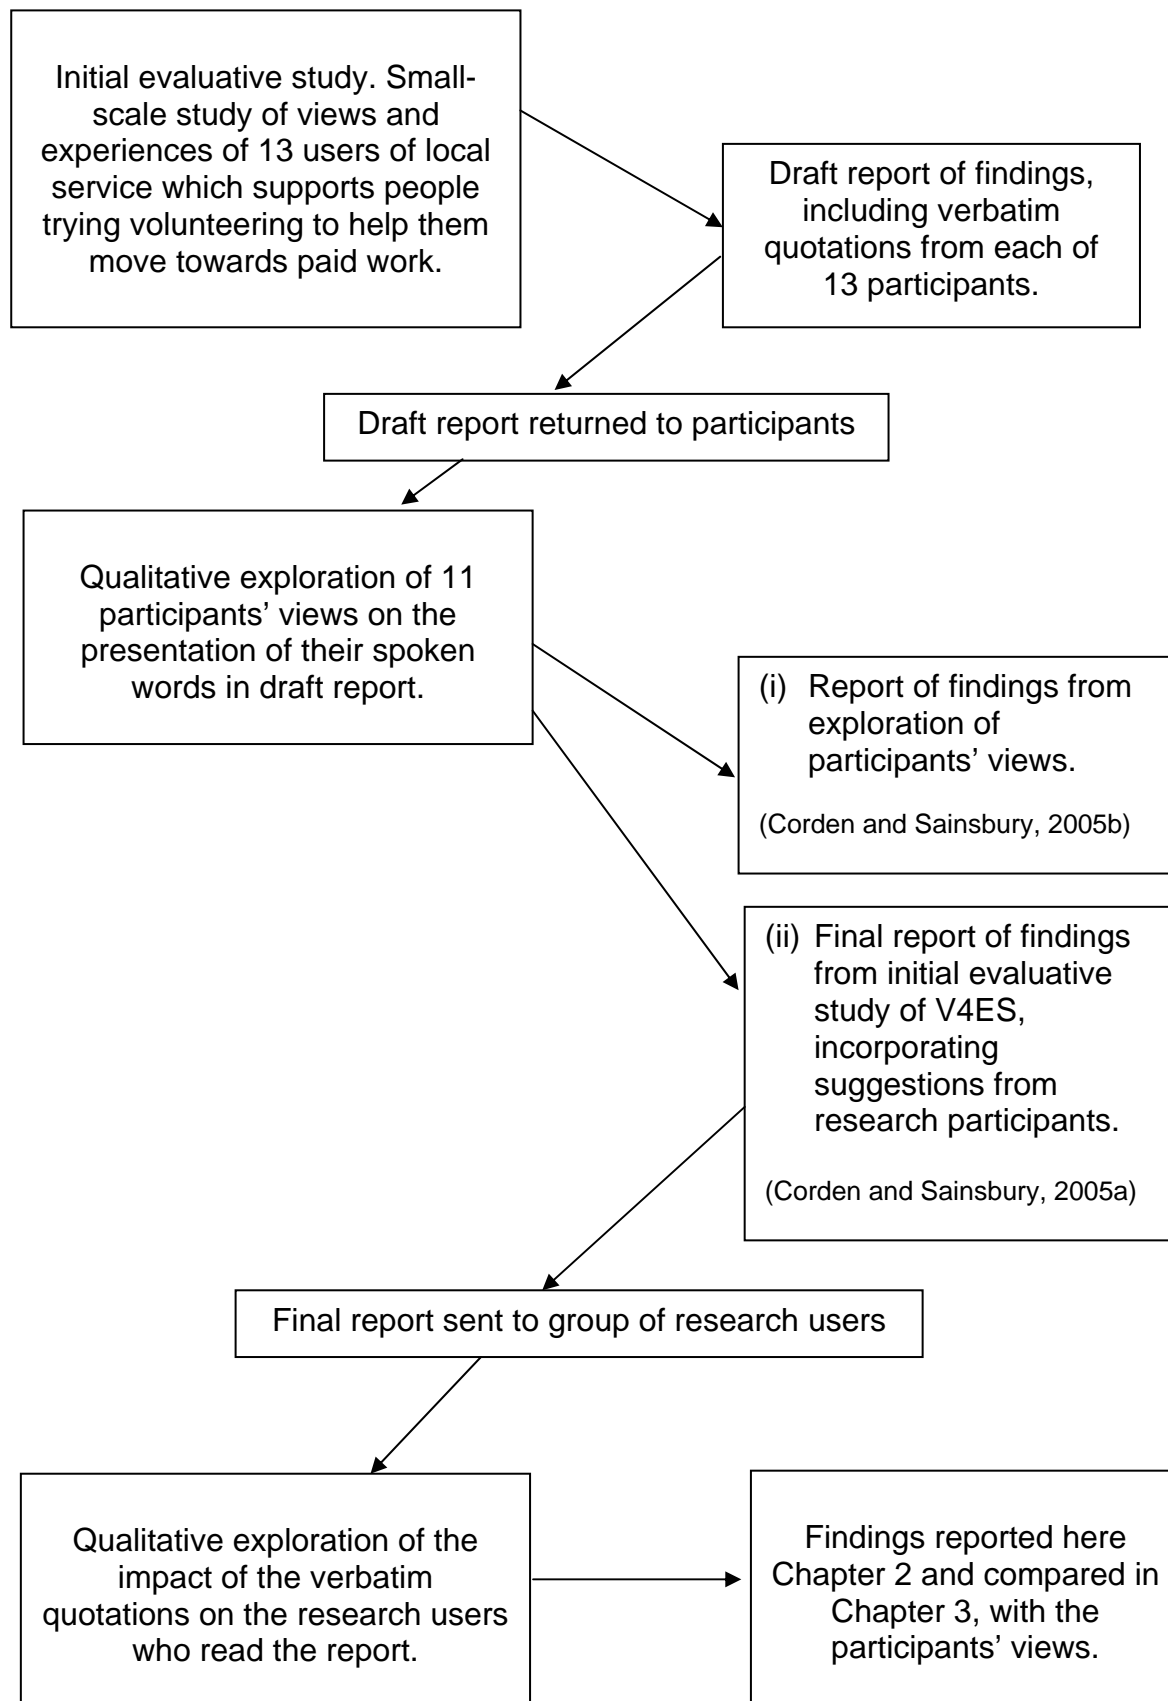 Initial evaluative study. Small-
scale study of views and
experiences of 13 users of local
service which supports people
trying volunteering to help them
move towards paid work.
Draft report of findings,
including verbatim
quotations from each of
13 participants.
Draft report returned to participants
Qualitative exploration of 11
participants’ views on the
presentation of their spoken
words in draft report.
(i) Report of findings from
exploration of
participants’ views.
(Corden and Sainsbury, 2005b)
(ii) Final report of findings
from initial evaluative
study of V4ES,
incorporating
suggestions from
research participants.
(Corden and Sainsbury, 2005a)
Final report sent to group of research users
Qualitative exploration of the
impact of the verbatim
quotations on the research users
who read the report.
Findings reported here
Chapter 2 and compared in
Chapter 3, with the
participants’ views.